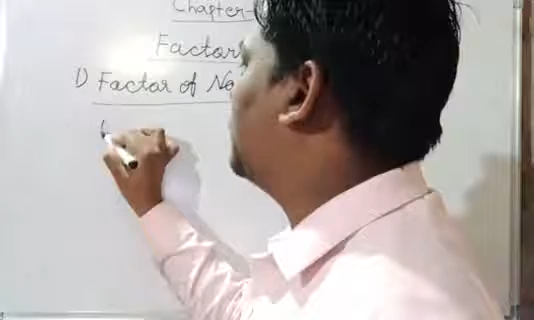 Chapter-
Factor
1) Factor of No